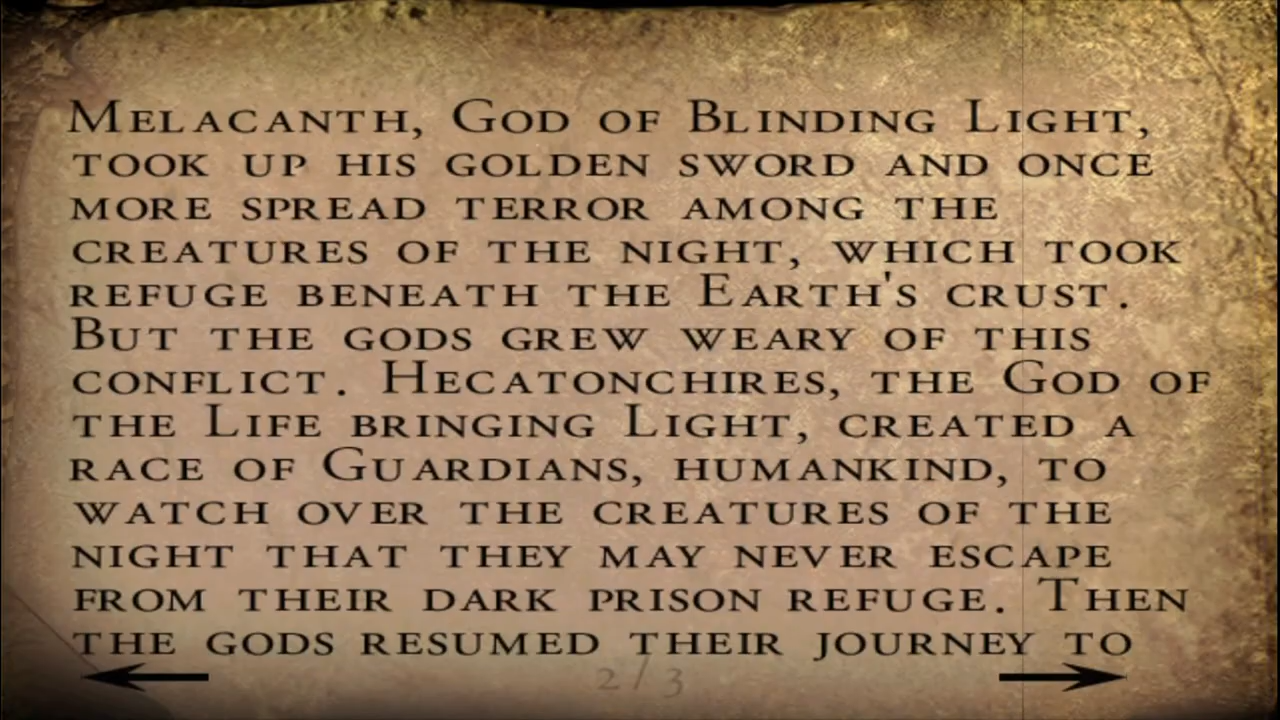 Melacanth, God of Blinding Light,
took up his golden sword and once
more spread terror among the
creatures of the night, which took
refuge beneath the Earth's crust.
But the gods grew weary of this
conflict. Hecatonchires, the God of
the Life bringing Light, created a
race of Guardians, humankind, to
watch over the creatures of the
night that they may never escape
from their dark prison refuge. Then
the gods resumed their journey to
2/3